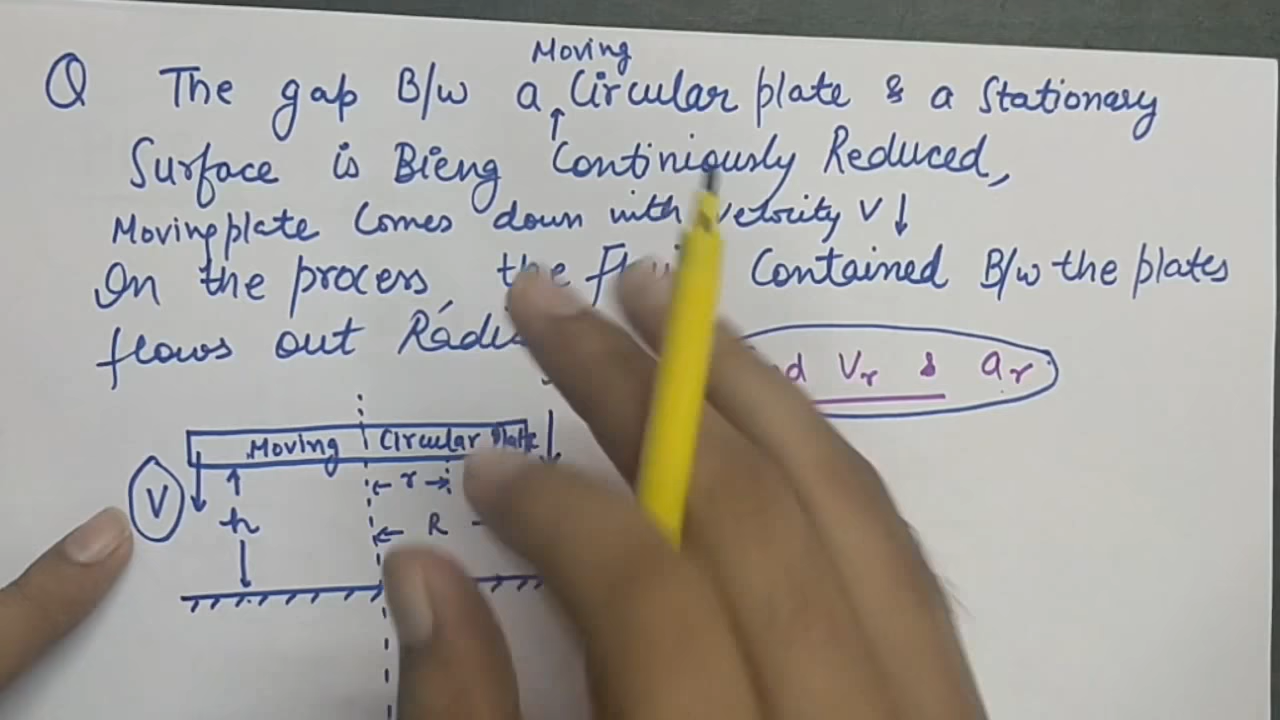 Moving
Q The gap B/w a Circular plate & a Stationary
Surface is Bieng Continiously Reduced,
Moving plate Comes down with velocity V ↓
In the process, the Contained B/w the plates
flows out
Vr & ar
Moving Circular Plate
V
h
r
R